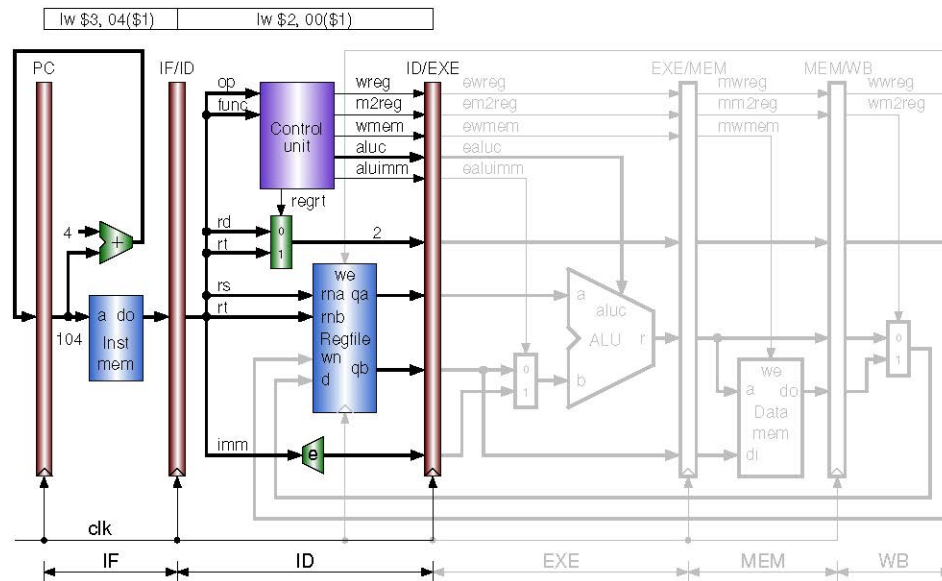 lw $3, 04($1) lw $2, 00($1)
PC IF/ID ID/EXE EXE/MEM MEM/WB
op wreg ewreg mwreg wwreg
func m2reg em2reg mm2reg wm2reg
Control wmem ewmem mwmem
unit aluc ealuc
aluimm ealuimm
regrt
rd 0 2
4 +
rt 1
we
rs rna qa a aluc
rt rnb
104 a do Regfile ALU r 0
Inst wn 0 1
mem d qb 1 b we
a do
Data
mem
imm e di
clk
IF ID EXE MEM WB